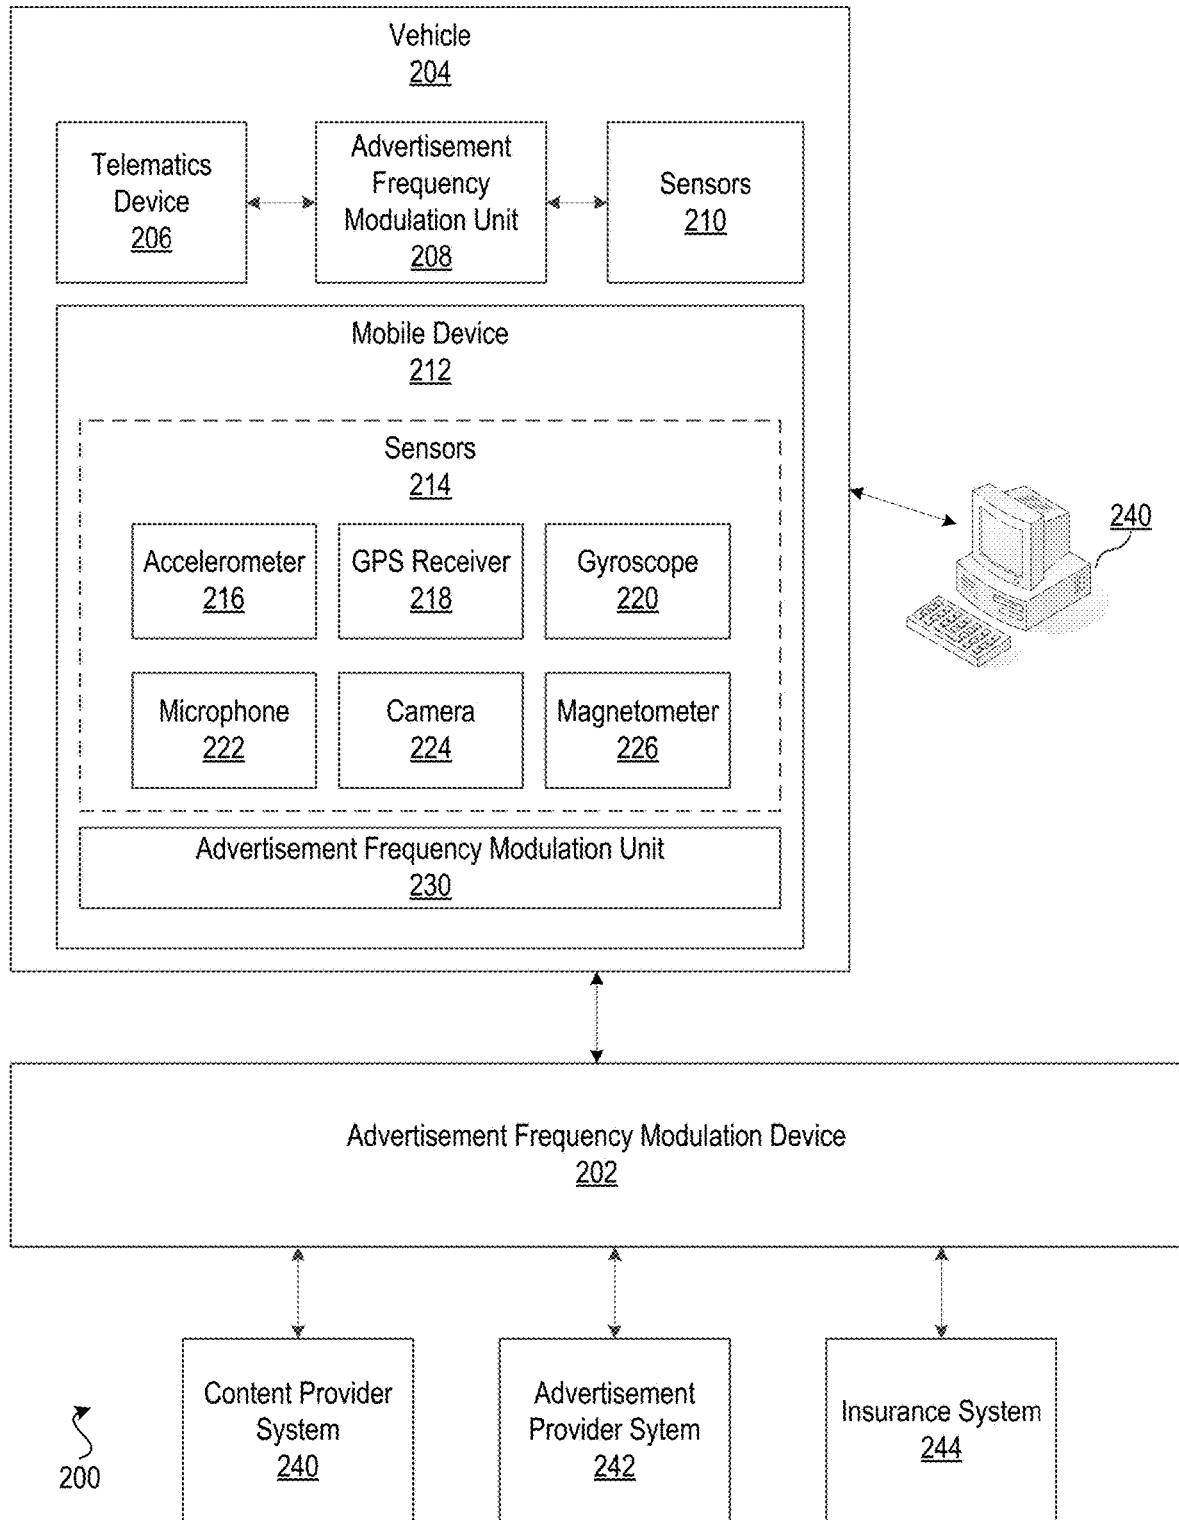 Vehicle
204
Telematics
Device
206
Advertisement
Frequency
Modulation Unit
208
Sensors
210
Mobile Device
212
Sensors
214
Accelerometer
216
GPS Receiver
218
Gyroscope
220
Microphone
222
Camera
224
Magnetometer
226
Advertisement Frequency Modulation Unit
230
240
Advertisement Frequency Modulation Device
202
Content Provider
System
240
Advertisement
Provider Sytem
242
Insurance System
244
200